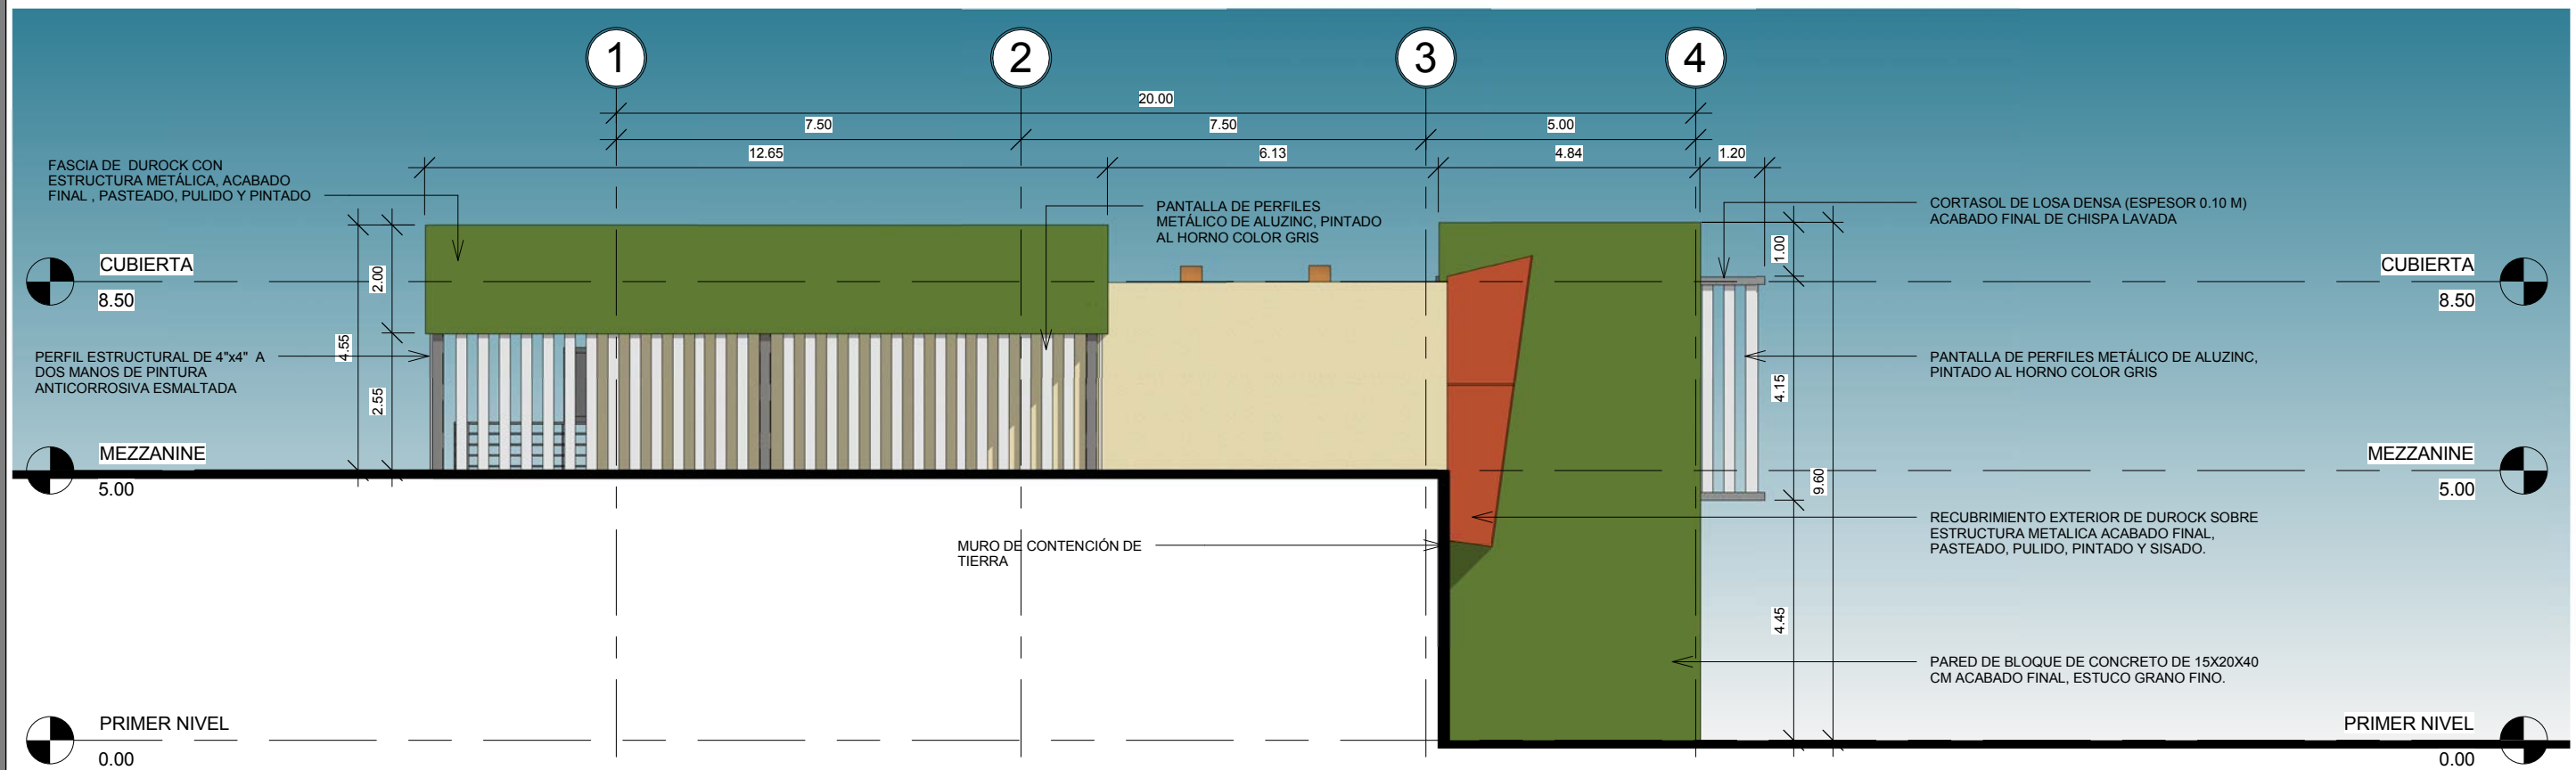 1
2
3
4
20.00
7.50
7.50
5.00
12.65
6.13
4.84
1.20
FASCIA DE DUROCK CON
ESTRUCTURA METÁLICA, ACABADO
FINAL , PASTEADO, PULIDO Y PINTADO
PANTALLA DE PERFILES
METÁLICO DE ALUZINC, PINTADO
AL HORNO COLOR GRIS
CORTASOL DE LOSA DENSA (ESPESOR 0.10 M)
ACABADO FINAL DE CHISPA LAVADA
CUBIERTA
8.50
2.00
1.00
CUBIERTA
8.50
4.55
PERFIL ESTRUCTURAL DE 4"x4" A
DOS MANOS DE PINTURA
ANTICORROSIVA ESMALTADA
2.55
PANTALLA DE PERFILES METÁLICO DE ALUZINC,
PINTADO AL HORNO COLOR GRIS
4.15
MEZZANINE
5.00
9.60
MEZZANINE
5.00
MURO DE CONTENCIÓN DE
TIERRA
RECUBRIMIENTO EXTERIOR DE DUROCK SOBRE
ESTRUCTURA METALICA ACABADO FINAL,
PASTEADO, PULIDO, PINTADO Y SISADO.
4.45
PARED DE BLOQUE DE CONCRETO DE 15X20X40
CM ACABADO FINAL, ESTUCO GRANO FINO.
PRIMER NIVEL
0.00
PRIMER NIVEL
0.00